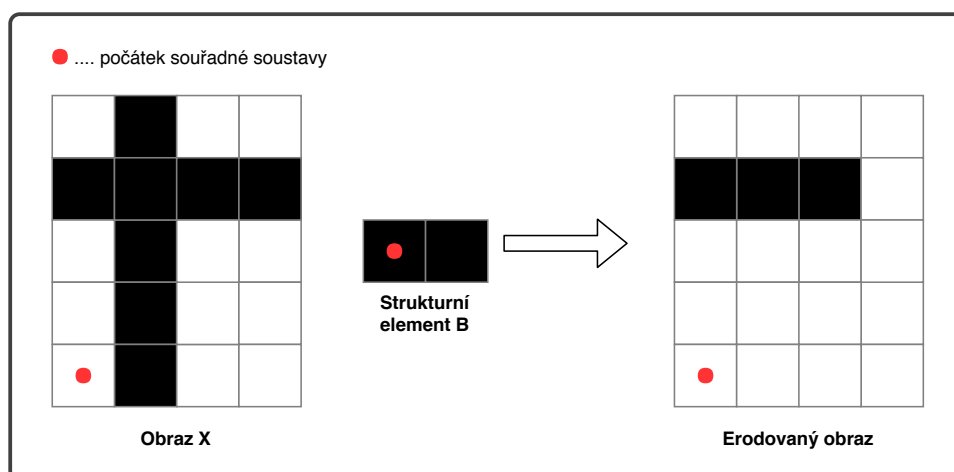 .... počátek souřadné soustavy
Strukturní
element B
Obraz X
Erodovaný obraz